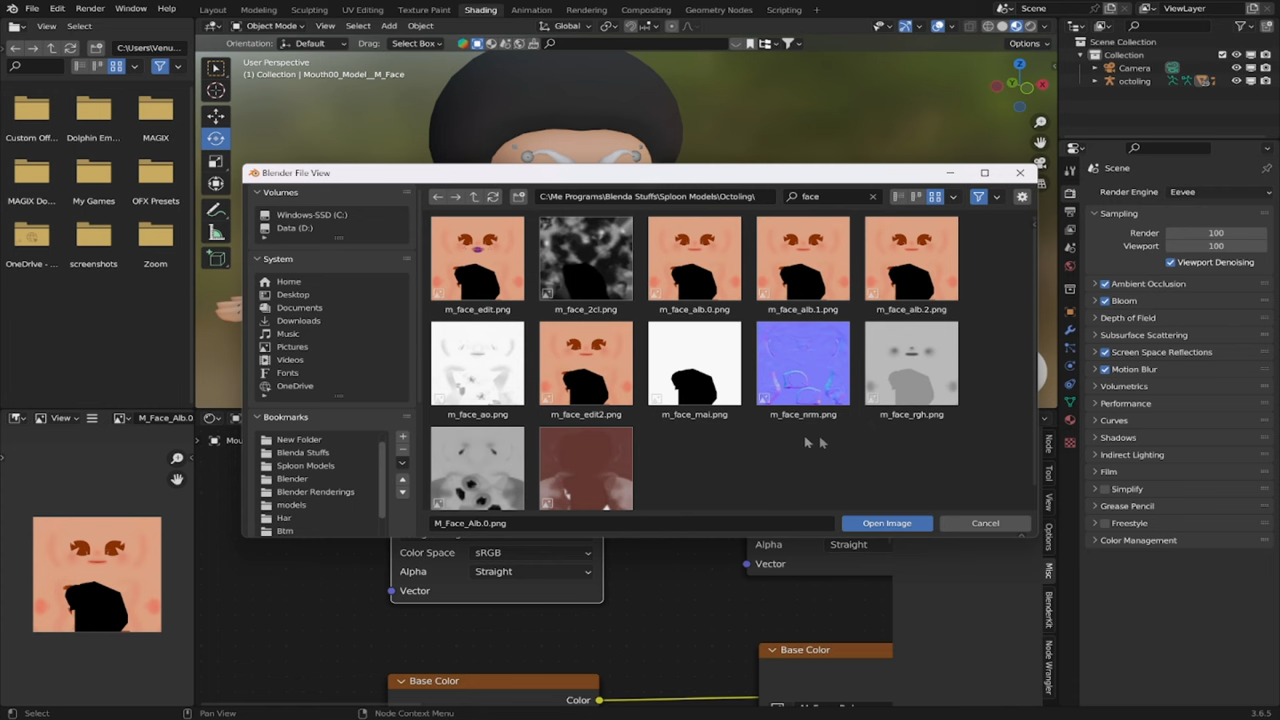 File Edit Render Window Help Layout Modeling Sculpting UV Editing Texture Paint Shading Animation Rendering Compositing Geometry Nodes Scripting + Scene ViewLayer
View Select Object Mode View Select Add Object Global
C:\Users\Venu... Orientation: Default Drag: Select Box Options
User Perspective
(1) Collection | Mouth00_Model__M_Face
Scene Collection
Collection
Camera
octoling
Custom Off... Dolphin Em... MAGIX
MAGIX Do... My Games OFX Presets
OneDrive - ... screenshots Zoom
Blender File View
Volumes
Windows-SSD (C:)
Data (D:)
System
Home
Desktop
Documents
Downloads
Music
Pictures
Videos
Fonts
OneDrive
Bookmarks
New Folder
Blenda Stuffs
Sploon Models
Blender
Blender Renderings
models
Har
Btm
C:\Me Programs\Blenda Stuffs\Sploon Models\Octoling\ face
m_face_edit.png m_face_2cl.png m_face_alb.0.png m_face_alb.1.png m_face_alb.2.png
m_face_ao.png m_face_edit2.png m_face_mai.png m_face_nrm.png m_face_rgh.png
M_Face_Alb.0.png Open Image Cancel
Scene
Render Engine Eevee
Sampling
Render 100
Viewport 100
Viewport Denoising
Ambient Occlusion
Bloom
Depth of Field
Subsurface Scattering
Screen Space Reflections
Motion Blur
Volumetrics
Performance
Curves
Shadows
Indirect Lighting
Film
Simplify
Grease Pencil
Freestyle
Color Management
View M_Face_Alb.0
Mou
Color Space sRGB
Alpha Straight
Vector
Alpha Straight
Vector
Base Color
Color
Base Color
Node
Tool
View
Options
Misc
BlenderKit
Node Wrangler
Select Pan View Node Context Menu 3.6.5